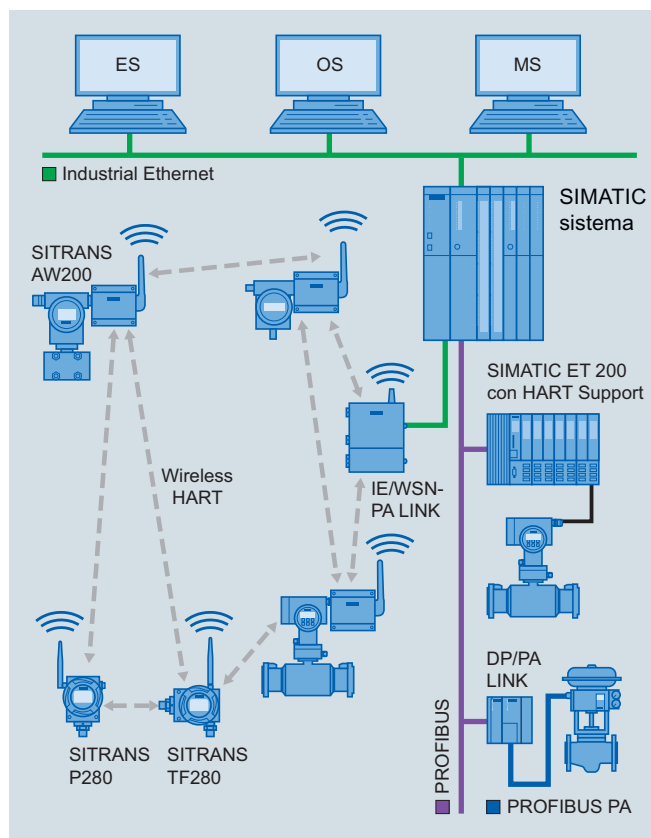 ES
OS
MS
Industrial Ethernet
SIMATIC
sistema
SITRANS
AW200
SIMATIC ET 200
con HART Support
Wireless
HART
IE/WSN-
PA LINK
DP/PA
LINK
SITRANS
P280
SITRANS
TF280
PROFIBUS
PROFIBUS PA